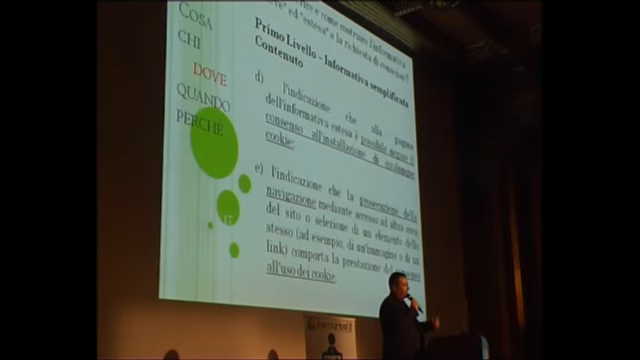 COSA
CHI
DOVE
QUANDO
PERCHÈ
17
Primo Livello – Informativa semplificata
Contenuto
d) l'indicazione che alla pagina
dell'informativa estesa è possibile negare il
consenso all'installazione di qualunque
cookie;
e) l'indicazione che la prosecuzione della
navigazione mediante accesso ad altra area
del sito o selezione di un elemento dello
stesso (ad esempio, di un'immagine o di un
link) comporta la prestazione del
all'uso dei cookie.